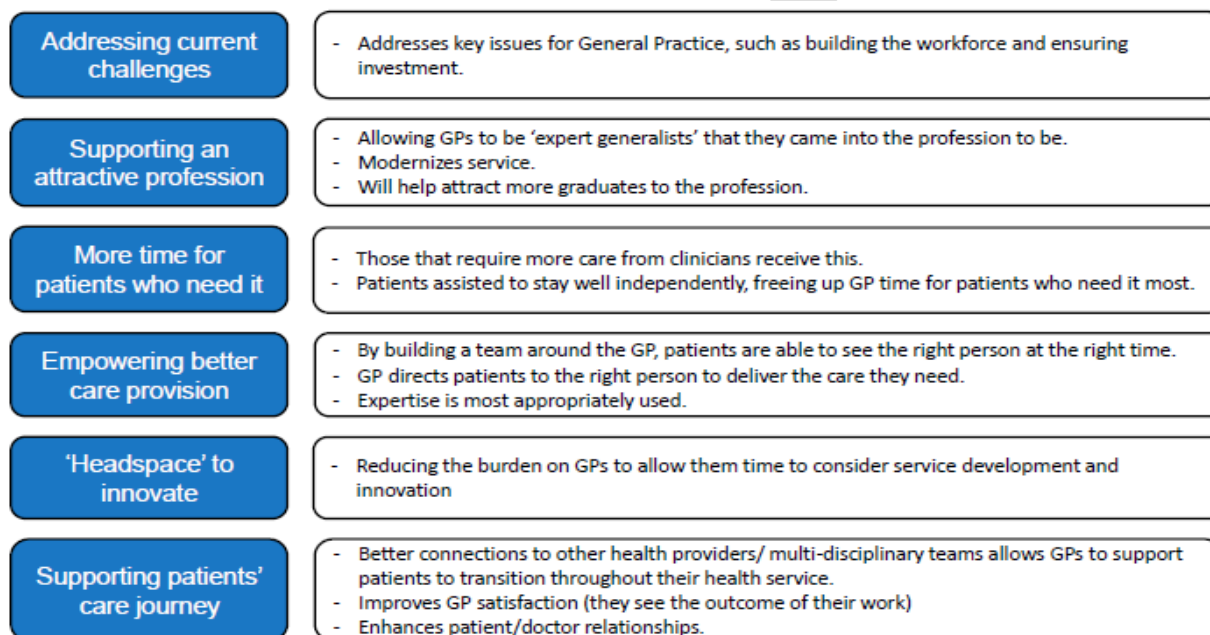 Addressing current
challenges
- Addresses key issues for General Practice, such as building the workforce and ensuring
investment.
Supporting an
attractive profession
- Allowing GPs to be ‘expert generalists’ that they came into the profession to be.
- Modernizes service.
- Will help attract more graduates to the profession.
More time for
patients who need it
- Those that require more care from clinicians receive this.
- Patients assisted to stay well independently, freeing up GP time for patients who need it most.
Empowering better
care provision
- By building a team around the GP, patients are able to see the right person at the right time.
- GP directs patients to the right person to deliver the care they need.
- Expertise is most appropriately used.
‘Headspace’ to
innovate
- Reducing the burden on GPs to allow them time to consider service development and
innovation
Supporting patients’
care journey
- Better connections to other health providers/ multi-disciplinary teams allows GPs to support
patients to transition throughout their health service.
- Improves GP satisfaction (they see the outcome of their work)
- Enhances patient/doctor relationships.